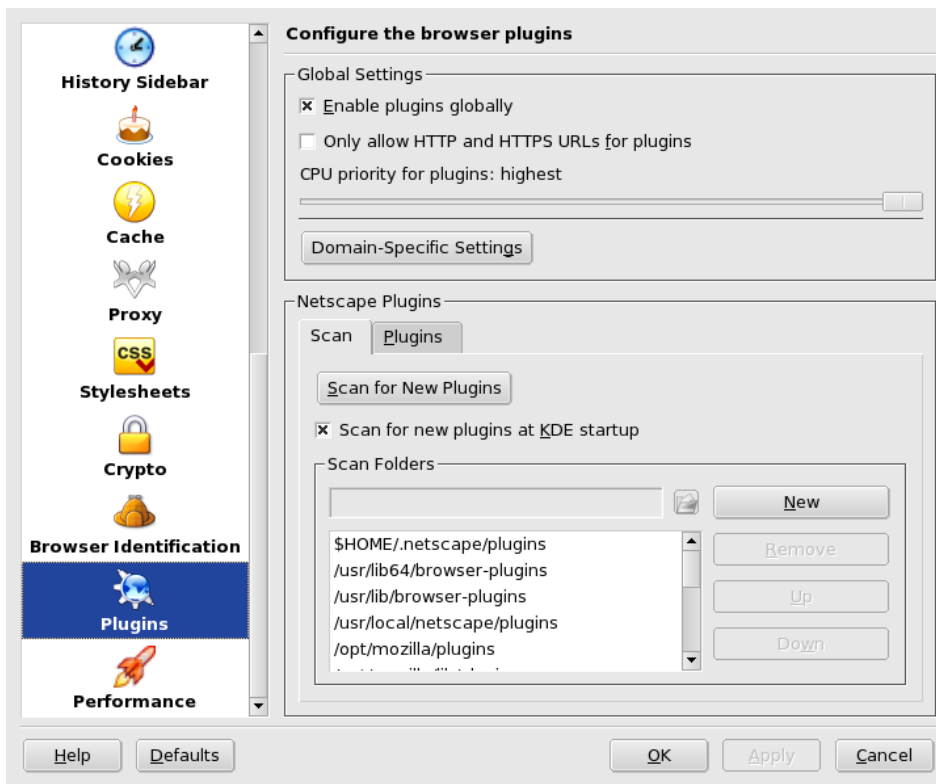 History Sidebar
Cookies
Cache
Proxy
CSS
Stylesheets
Crypto
Browser Identification
Plugins
Performance
Configure the browser plugins
Global Settings
Enable plugins globally
Only allow HTTP and HTTPS URLs for plugins
CPU priority for plugins: highest
Domain-Specific Settings
Netscape Plugins
Scan Plugins
Scan for New Plugins
Scan for new plugins at KDE startup
Scan Folders
New
$HOME/.netscape/plugins
/usr/lib64/browser-plugins
/usr/lib/browser-plugins
/usr/local/netscape/plugins
/opt/mozilla/plugins
Remove
Up
Down
Help Defaults OK Apply Cancel